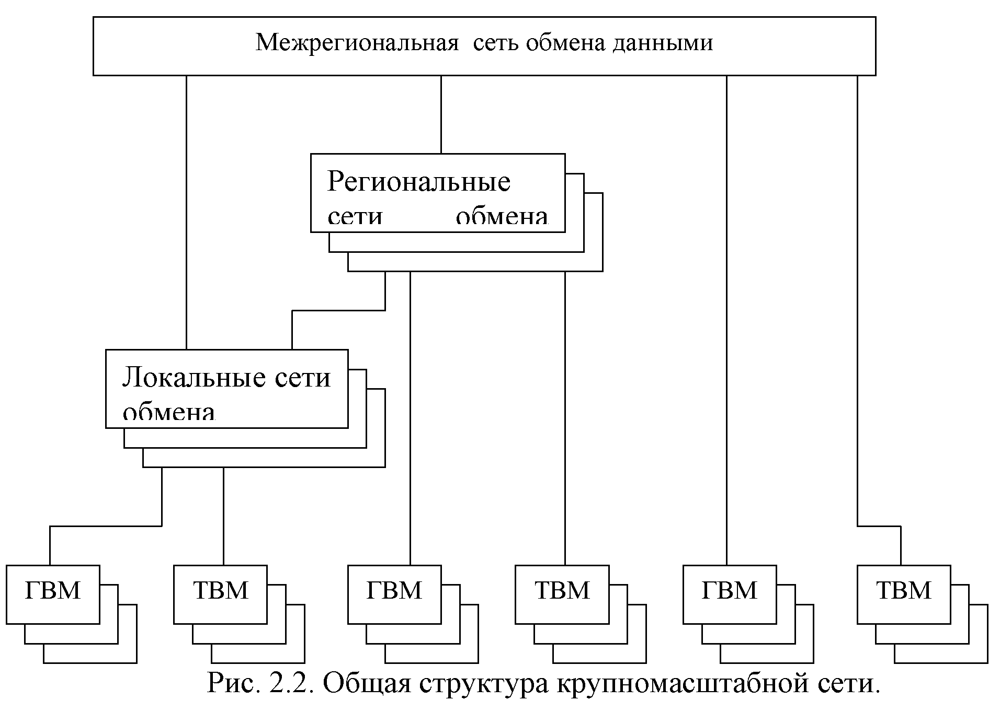 Межрегиональная сеть обмена данными
Региональные
сети обмена
Локальные сети
обмена
ГВМ
ТВМ
ГВМ
ТВМ
ГВМ
ТВМ
Рис. 2.2. Общая структура крупномасштабной сети.